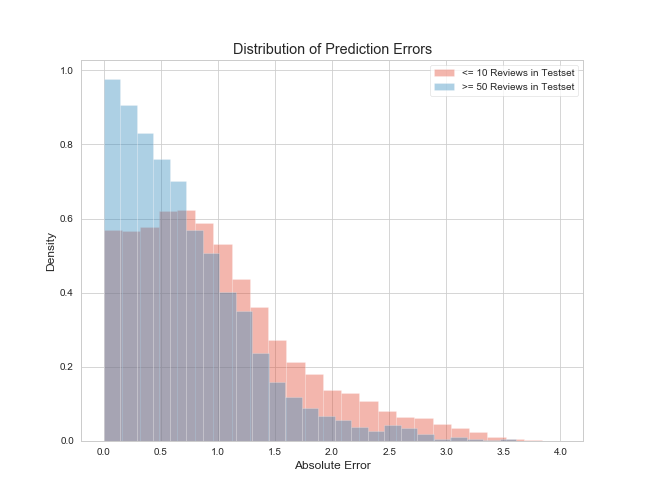 Distribution of Prediction Errors
<= 10 Reviews in Testset
>= 50 Reviews in Testset
1.0
0.8
0.6
0.4
0.2
0.0
Density
0.0 0.5 1.0 1.5 2.0 2.5 3.0 3.5 4.0
Absolute Error